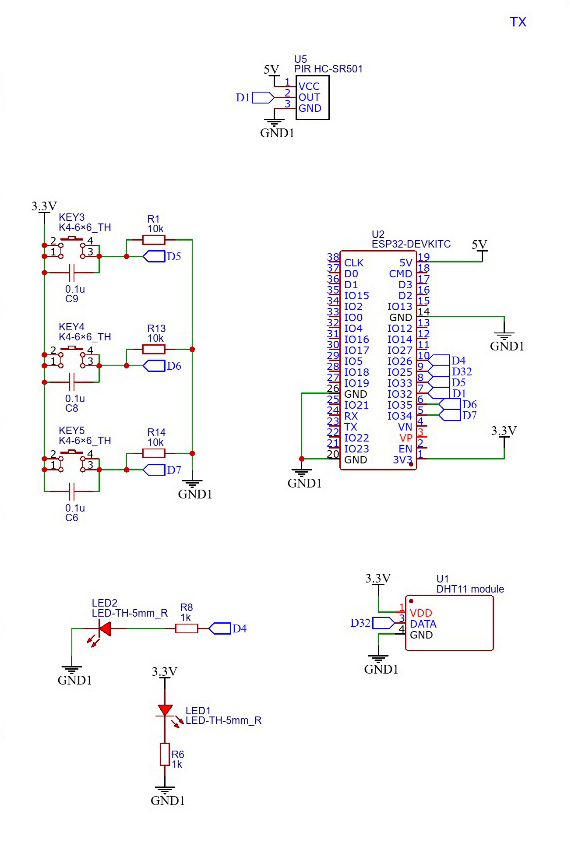 TX
U5
PIR HC-SR501
5V
1 VCC
D1 2 OUT
3 GND
GND1
3.3V
KEY3
K4-6×6_TH
2 4
1 3
0.1u
C9
R1
10k
D5
KEY4
K4-6×6_TH
2 4
1 3
0.1u
C8
R13
10k
D6
KEY5
K4-6×6_TH
2 4
1 3
0.1u
C6
R14
10k
D7
GND1
U2
ESP32-DEVKITC
5V
38 CLK 5V 19
37 D0 CMD 18
36 D1 D3 17
35 IO15 D2 16
34 IO2 IO13 15
33 IO0 GND 14
32 IO4 IO12 13
31 IO16 IO14 12
30 IO17 IO27 11
29 IO5 IO26 10 D4
28 IO18 IO25 9 D32
27 IO19 IO33 8 D5
26 GND IO32 7 D1
25 IO21 IO35 6 D6
24 RX IO34 5 D7
23 TX VN 4
22 IO22 VP 3
21 IO23 EN 2
20 GND 3V3 1
GND1
3.3V
GND1
LED2
LED-TH-5mm_R
R8
1k
D4
GND1
3.3V
LED1
LED-TH-5mm_R
R6
1k
GND1
U1
DHT11 module
3.3V
1 VDD
D32 3 DATA
4 GND
GND1